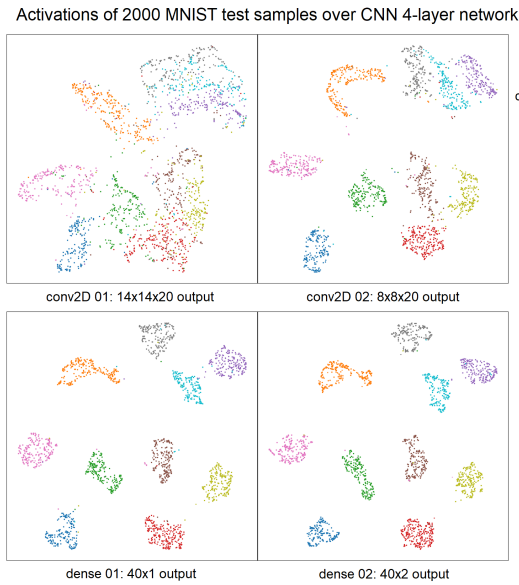 Activations of 2000 MNIST test samples over CNN 4-layer network
conv2D 01: 14x14x20 output
conv2D 02: 8x8x20 output
dense 01: 40x1 output
dense 02: 40x2 output